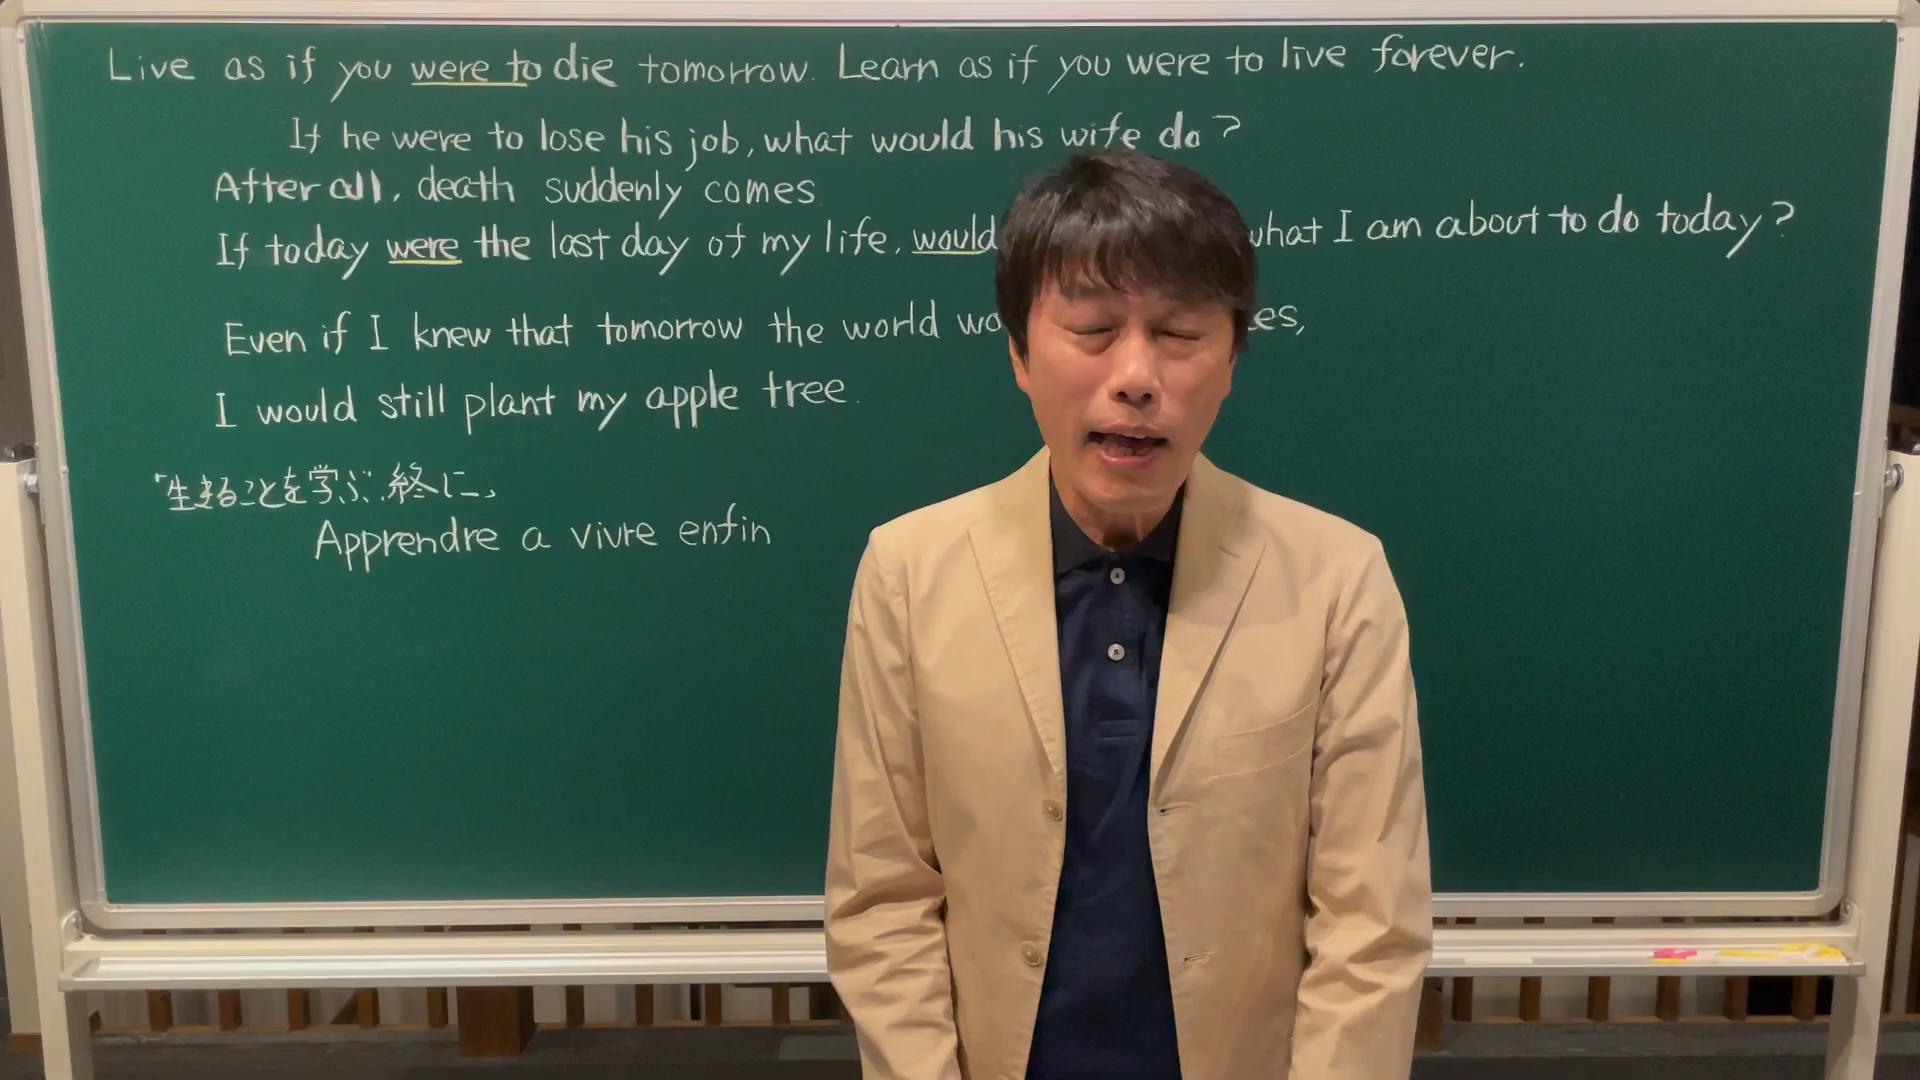 Live as if you were to die tomorrow. Learn as if you were to live forever.
If he were to lose his job, what would his wife do?
After all, death suddenly comes
If today were the last day of my life, would what I am about to do today?
Even if I knew that tomorrow the world es,
I would still plant my apple tree.
「生きることを学ぶ、終に」
Apprendre a vivre enfin